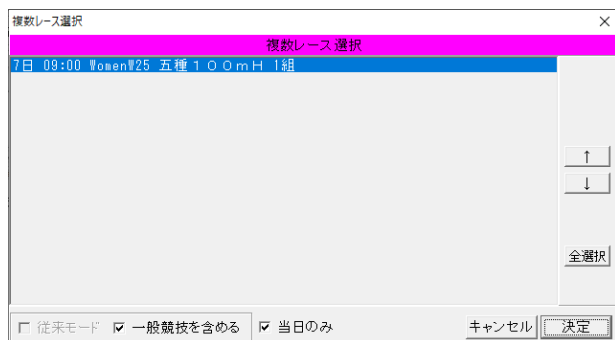 複数レース選択
複数レース選択
7日 09:00 WomenW25 五種１００ｍＨ 1組
↑
↓
全選択
従来モード 一般競技を含める 当日のみ キャンセル 決定